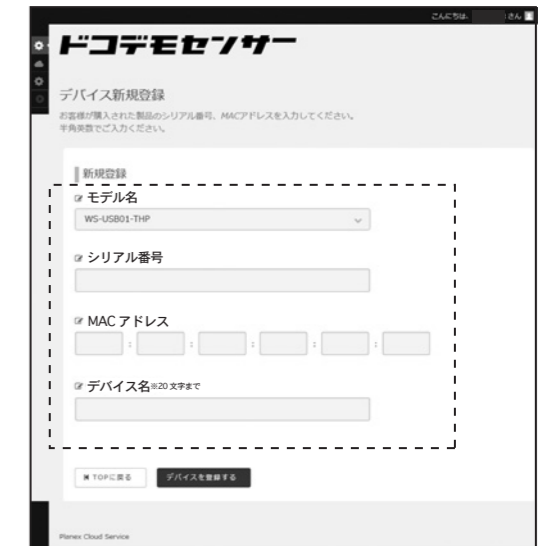 こんにちは、 さん
ドコデモセンサー
デバイス新規登録
お客様が購入された製品のシリアル番号、MACアドレスを入力してください。
半角英数でご入力ください。
新規登録
モデル名
WS-USB01-THP
シリアル番号
MAC アドレス
: : : : :
デバイス名※20 文字まで
TOPに戻る デバイスを登録する
Planex Cloud Service